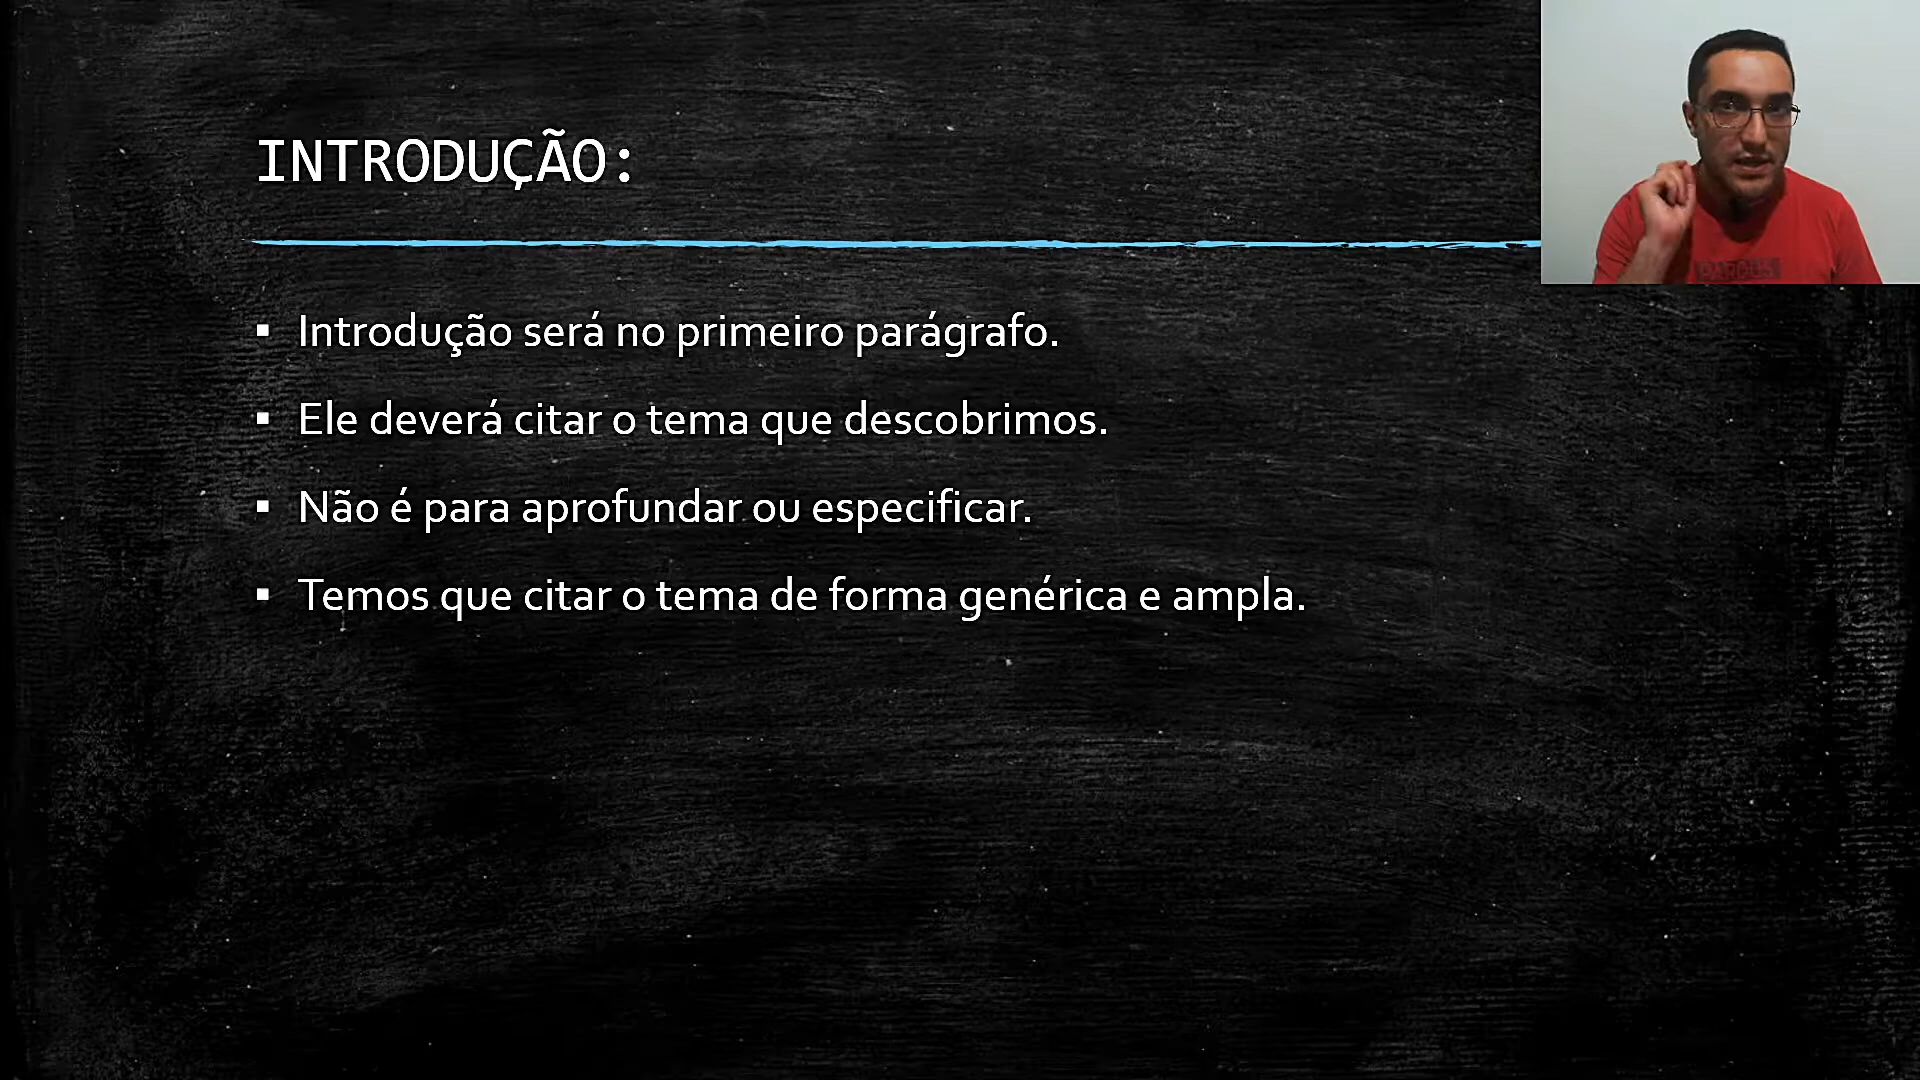 INTRODUÇÃO:
▪ Introdução será no primeiro parágrafo.
▪ Ele deverá citar o tema que descobrimos.
▪ Não é para aprofundar ou especificar.
▪ Temos que citar o tema de forma genérica e ampla.
PARDUS